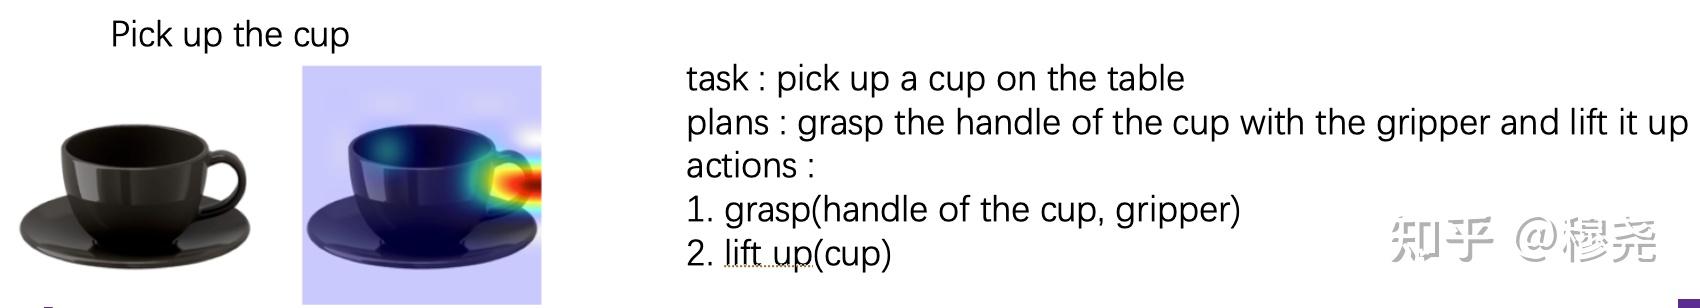 Pick up the cup
task : pick up a cup on the table
plans : grasp the handle of the cup with the gripper and lift it up
actions :
1. grasp(handle of the cup, gripper)
2. lift up(cup)
知乎 @穆尧